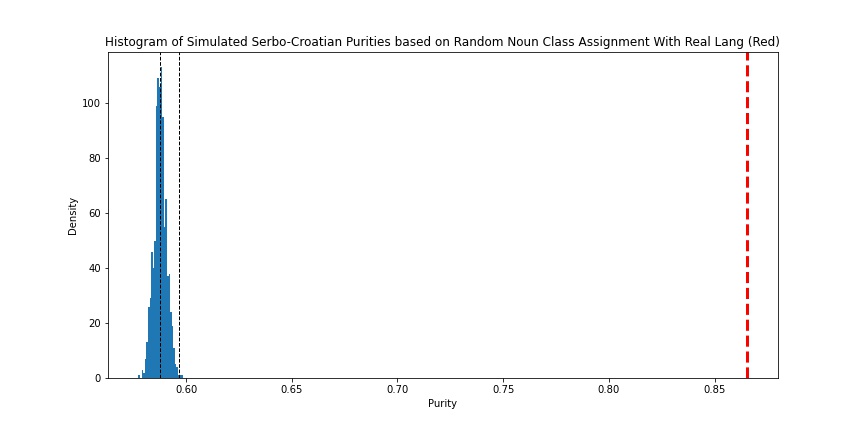 Histogram of Simulated Serbo-Croatian Purities based on Random Noun Class Assignment With Real Lang (Red)
100
80
60
40
20
0
Density
0.60 0.65 0.70 0.75 0.80 0.85
Purity